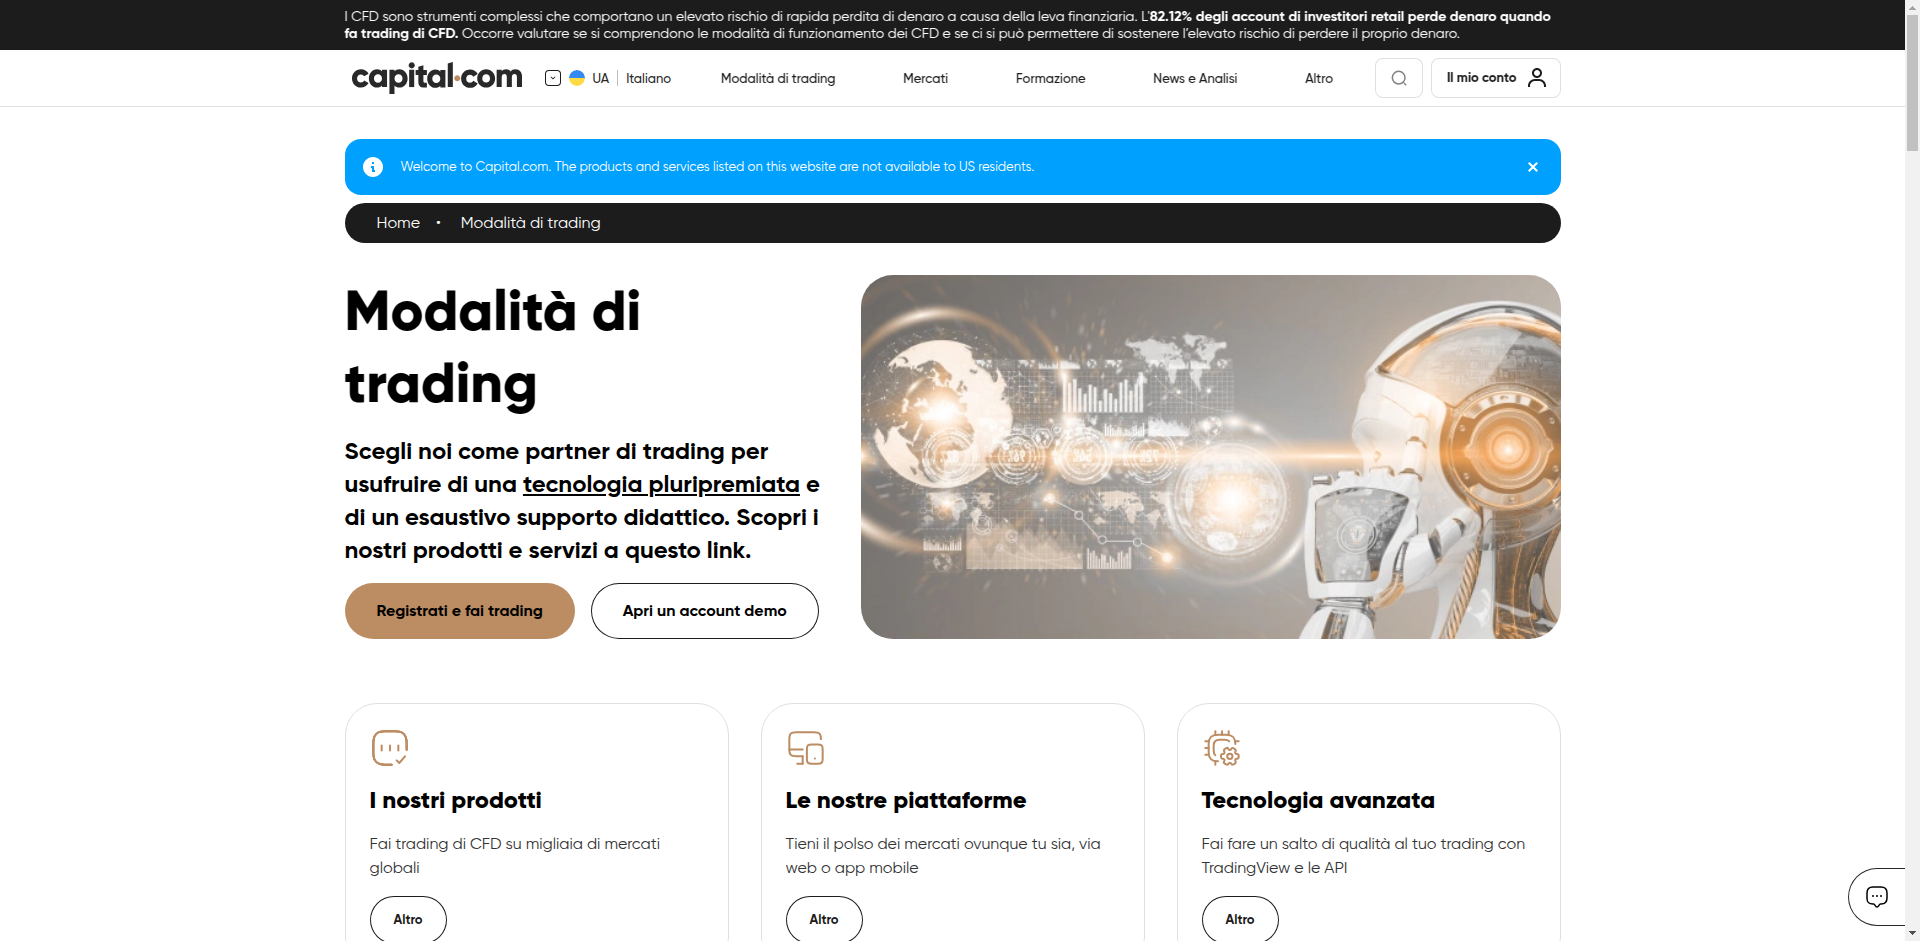 I CFD sono strumenti complessi che comportano un elevato rischio di rapida perdita di denaro a causa della leva finanziaria. L'82.12% degli account di investitori retail perde denaro quando
fa trading di CFD. Occorre valutare se si comprendono le modalità di funzionamento dei CFD e se ci si può permettere di sostenere l'elevato rischio di perdere il proprio denaro.
capital.com UA Italiano Modalità di trading Mercati Formazione News e Analisi Altro Il mio conto
Welcome to Capital.com. The products and services listed on this website are not available to US residents.
Home • Modalità di trading
Modalità di
trading
Scegli noi come partner di trading per
usufruire di una tecnologia pluripremiata e
di un esaustivo supporto didattico. Scopri i
nostri prodotti e servizi a questo link.
Registrati e fai trading Apri un account demo
I nostri prodotti
Fai trading di CFD su migliaia di mercati
globali
Altro
Le nostre piattaforme
Tieni il polso dei mercati ovunque tu sia, via
web o app mobile
Altro
Tecnologia avanzata
Fai fare un salto di qualità al tuo trading con
TradingView e le API
Altro